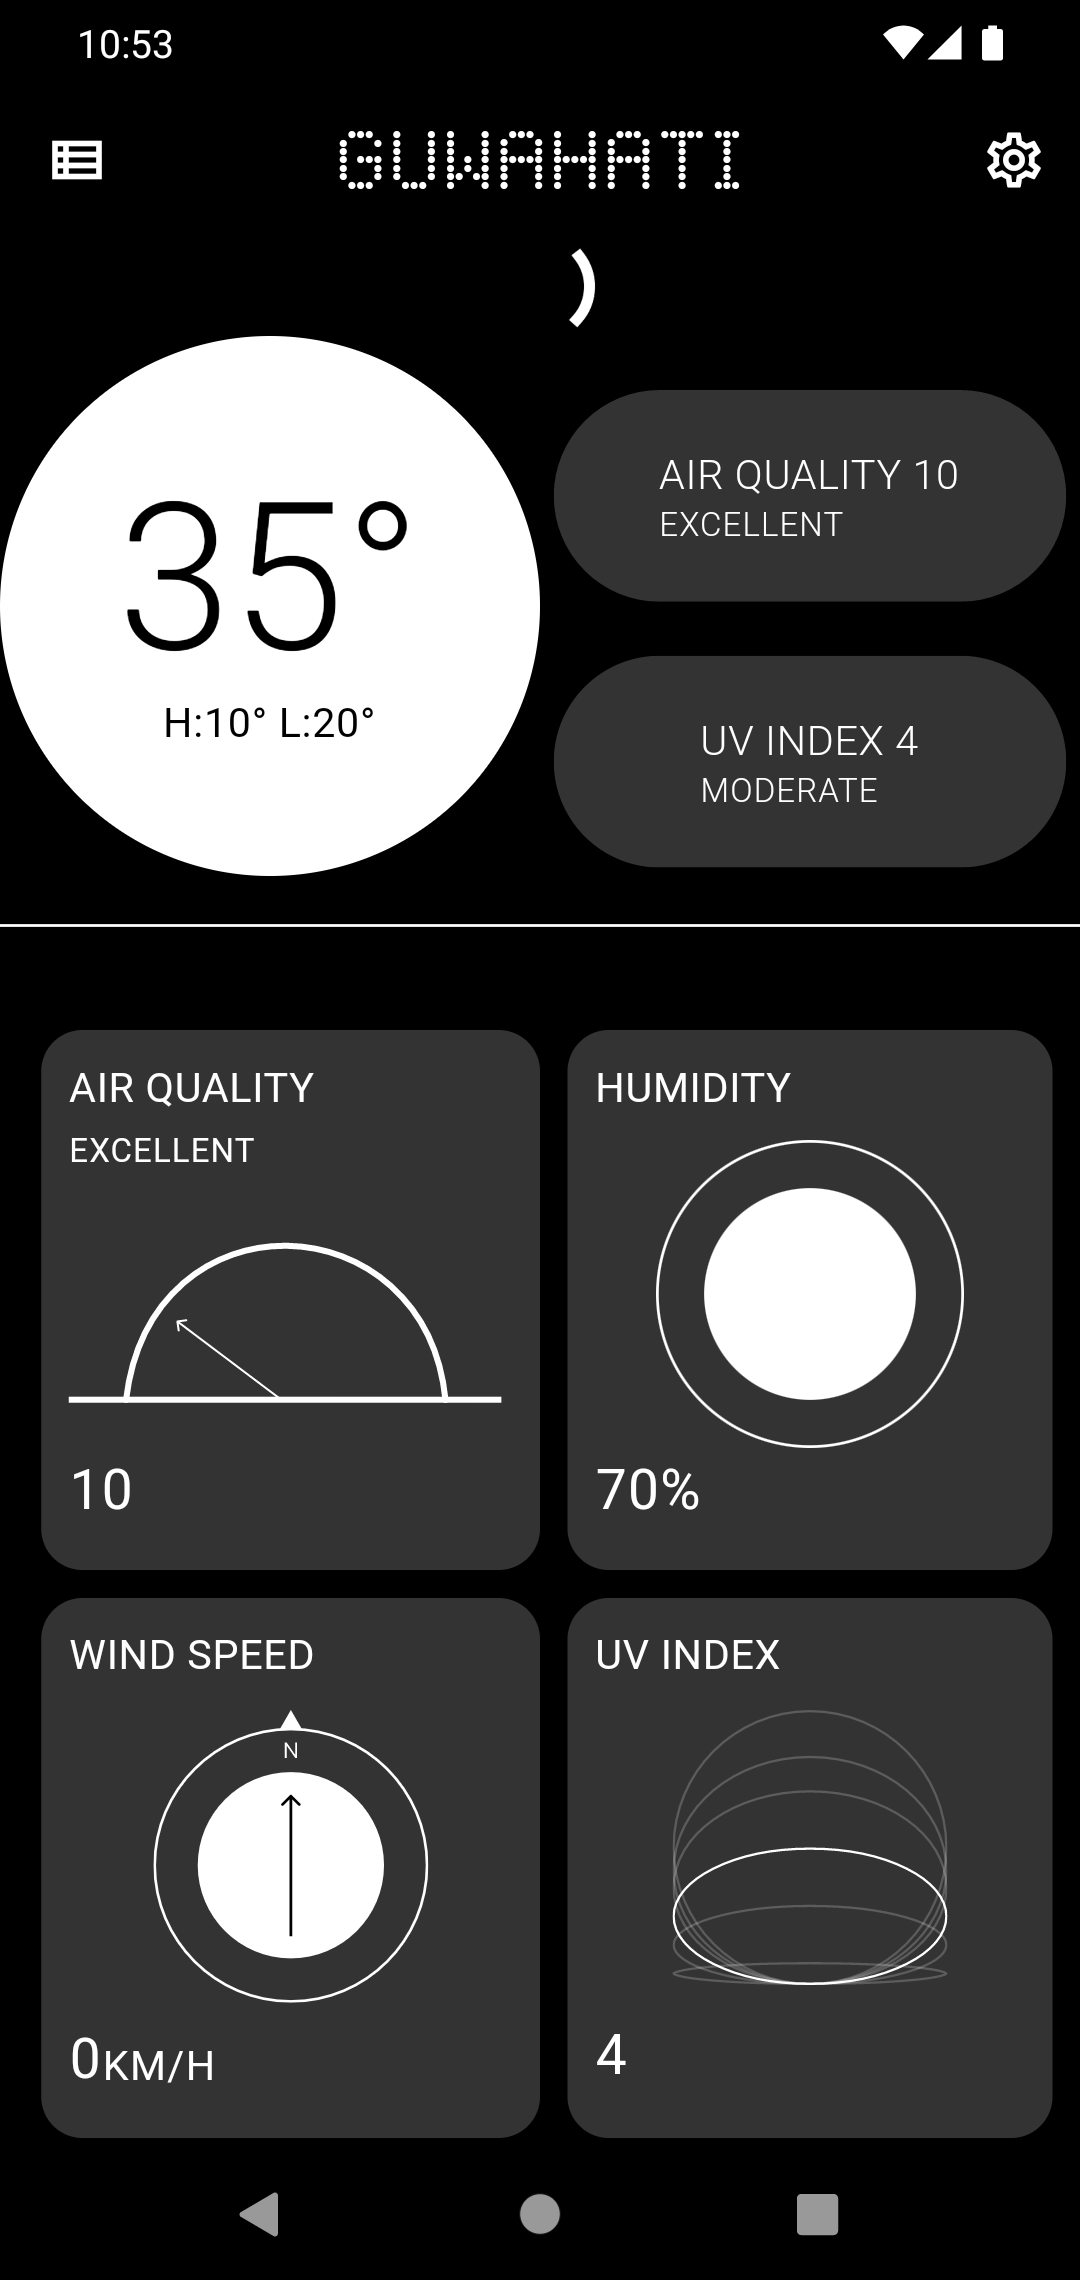 10:53
GUWAHATI
35°
H:10° L:20°
AIR QUALITY 10
EXCELLENT
UV INDEX 4
MODERATE
AIR QUALITY
EXCELLENT
10
HUMIDITY
70%
WIND SPEED
N
0KM/H
UV INDEX
4